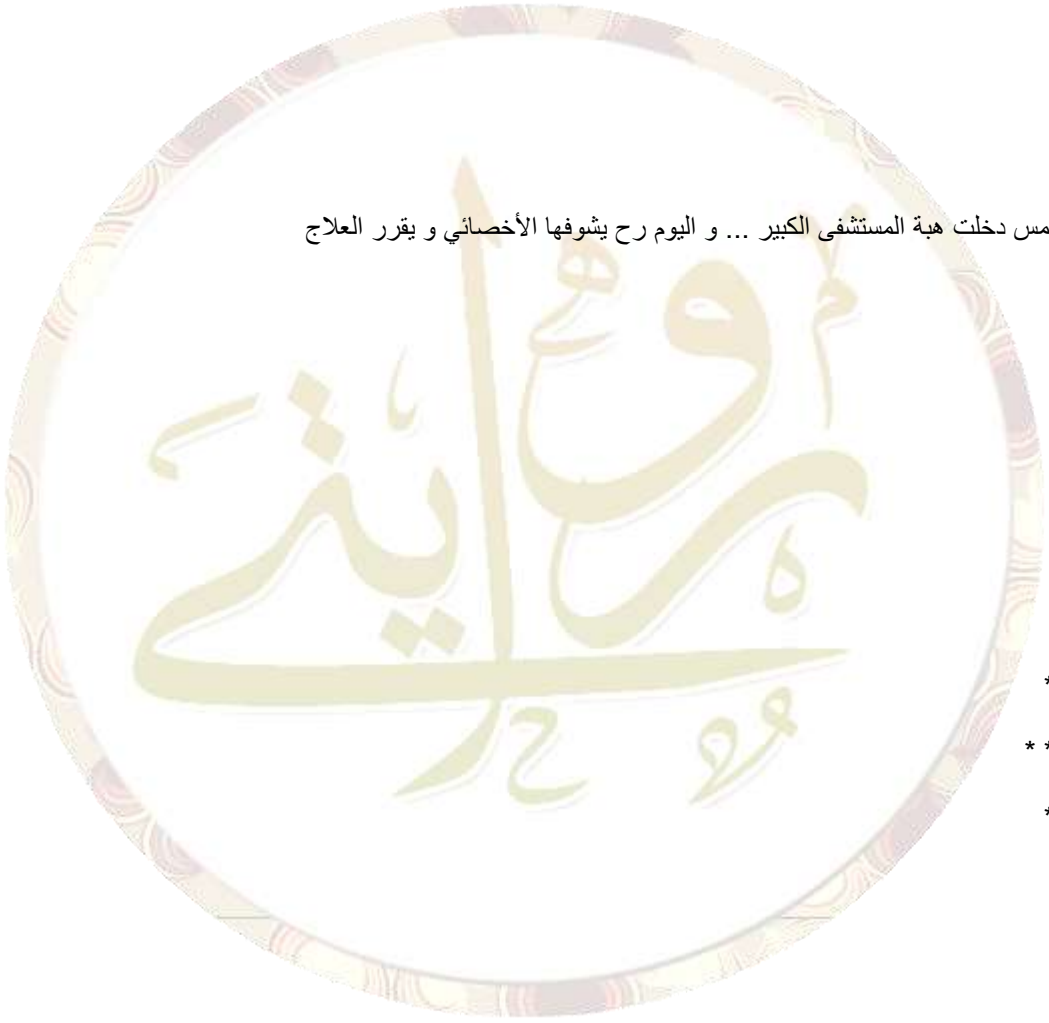 مس دخلت هبة المستشفى الكبير ... و اليوم رح يشوفها الأخصائي و يقرر العلاج
روايتي
*
* *
*